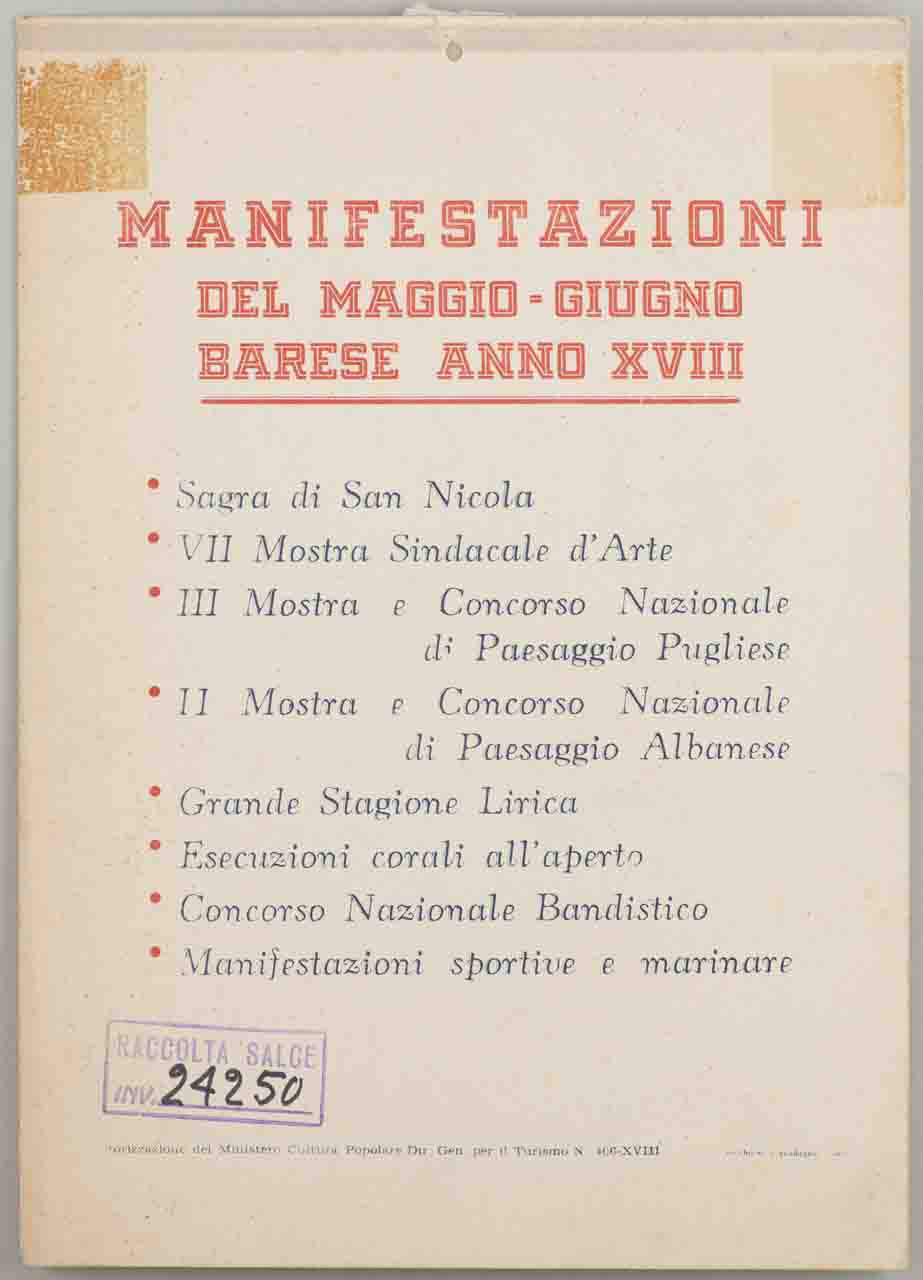 MANIFESTAZIONI
DEL MAGGIO - GIUGNO
BARESE ANNO XVIII
• Sagra di San Nicola
• VII Mostra Sindacale d'Arte
• III Mostra e Concorso Nazionale
di Paesaggio Pugliese
• II Mostra e Concorso Nazionale
di Paesaggio Albanese
• Grande Stagione Lirica
• Esecuzioni corali all'aperto
• Concorso Nazionale Bandistico
• Manifestazioni sportive e marinare
RACCOLTA SALCE
INV. 24250
del Ministero Cultura Popolare Dir. Gen. per il Turismo N. 406-XVIII